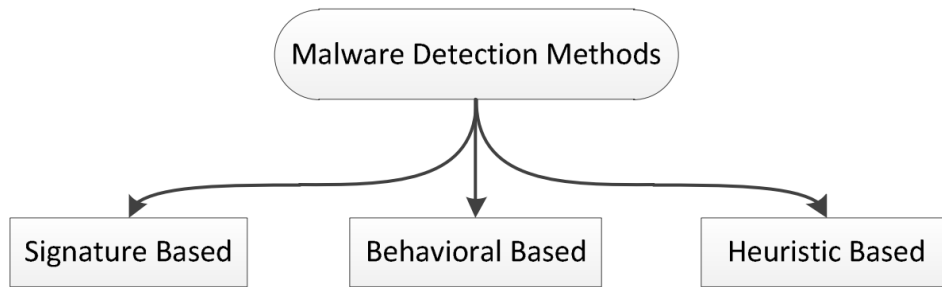 Malware Detection Methods
Signature Based
Behavioral Based
Heuristic Based